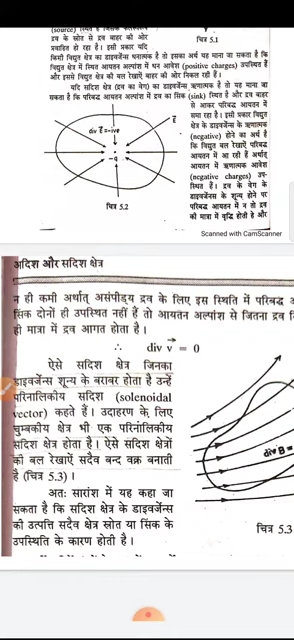 (source) स्थित है जिसके कारण
द्रव के स्रोत से द्रव बाहर की ओर
प्रवाहित हो रहा है। इसी प्रकार यदि
चित्र 5.1
किसी विद्युत क्षेत्र का डाइवर्जेन्स धनात्मक है तो इसका अर्थ यह माना जा सकता है कि
विद्युत क्षेत्र में स्थित आयतन अल्पांश में धन आवेश (positive charges) उपस्थित हैं
और इससे विद्युत क्षेत्र की बल रेखाएं बाहर की ओर निकल रही हैं।
यदि सदिश क्षेत्र (द्रव का वेग) का डाइवर्जेन्स ऋणात्मक है तो यह माना जा
सकता है कि परिबद्ध आयतन अल्पांश में द्रव का सिंक (sink) स्थित है और द्रव बाहर
से आकर परिबद्ध आयतन में
समा रहा है। इसी प्रकार विद्युत
क्षेत्र के डाइवर्जेन्स के ऋणात्मक
(negative) होने का अर्थ है
कि विद्युत बल रेखाऐं परिबद्ध
आयतन में आ रही हैं अर्थात्
आयतन में ऋणात्मक आवेश
(negative charges) उप-
स्थित हैं। द्रव के वेग के
डाइवर्जेन्स के शून्य होने पर
परिबद्ध आयतन में न तो द्रव
की मात्रा में वृद्धि होती है और
div E = -ive
E
-q
चित्र 5.2
Scanned with CamScanner
अदिश और सदिश क्षेत्र
न ही कमी अर्थात् असंपीड्य द्रव के लिए इस स्थिति में परिबद्ध
सिंक दोनों ही उपस्थित नहीं हैं तो आयतन अल्पांश से जितना द्रव
ही मात्रा में द्रव आगत होता है।
∴ div v = 0
ऐसे सदिश क्षेत्र जिनका
डाइवर्जेन्स शून्य के बराबर होता है उन्हें
परिनालिकीय सदिश (solenoidal
vector) कहते हैं। उदाहरण के लिए
चुम्बकीय क्षेत्र भी एक परिनालिकीय
सदिश क्षेत्र होता है। ऐसे सदिश क्षेत्रों
की बल रेखाऐं सदैव बन्द वक्र बनाती
है (चित्र 5.3)।
अतः सारांश में यह कहा जा
सकता है कि सदिश क्षेत्र के डाइवर्जेन्स
की उत्पत्ति सदैव क्षेत्र स्रोत या सिंक के
उपस्थिति के कारण होती है।
div B =
चित्र 5.3